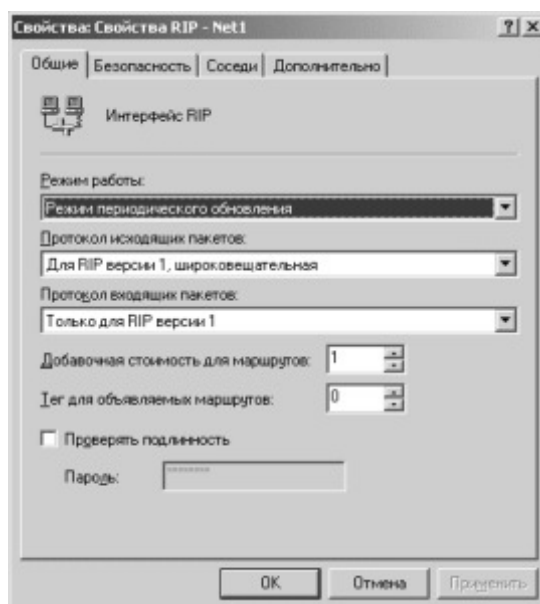 Свойства: Свойства RIP - Net1
Общие Безопасность Соседи Дополнительно
Интерфейс RIP
Режим работы:
Режим периодического обновления
Протокол исходящих пакетов:
Для RIP версии 1, широковещательная
Протокол входящих пакетов:
Только для RIP версии 1
Добавочная стоимость для маршрутов: 1
Тег для объявляемых маршрутов: 0
Проверять подлинность
Пароль: ********
ОК Отмена Применить